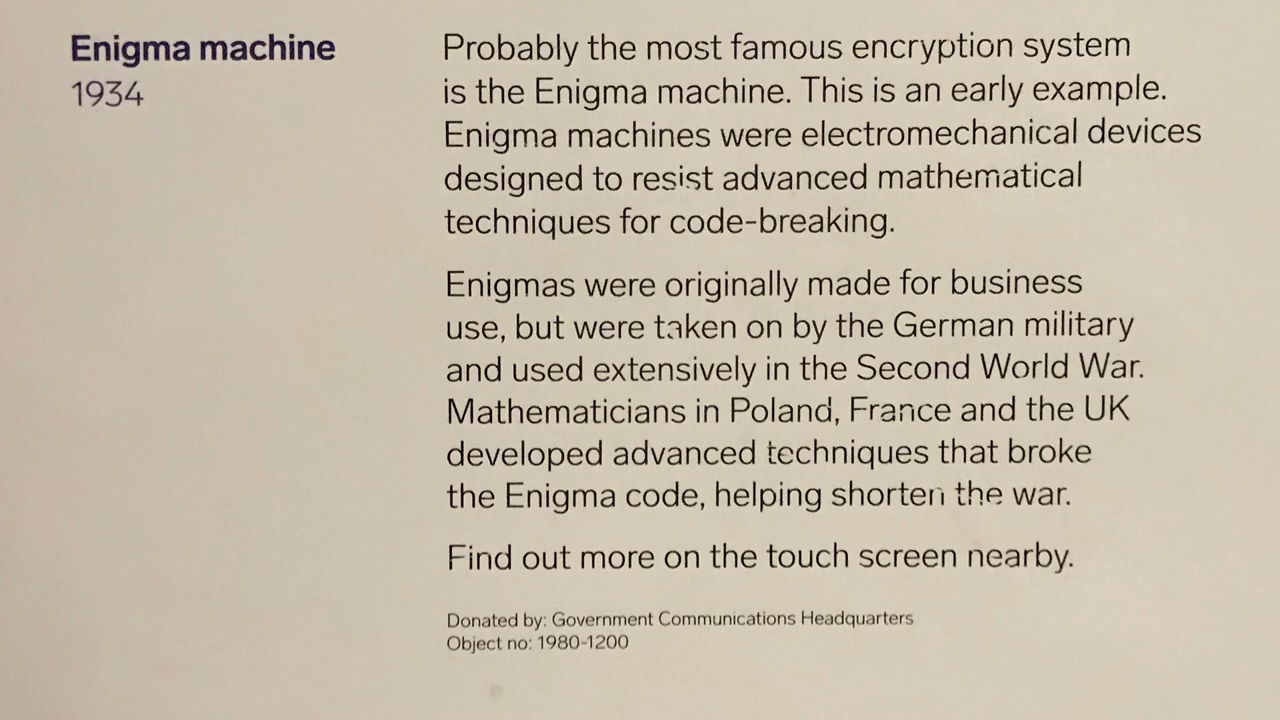 Enigma machine
1934
Probably the most famous encryption system
is the Enigma machine. This is an early example.
Enigma machines were electromechanical devices
designed to resist advanced mathematical
techniques for code-breaking.
Enigmas were originally made for business
use, but were taken on by the German military
and used extensively in the Second World War.
Mathematicians in Poland, France and the UK
developed advanced techniques that broke
the Enigma code, helping shorten the war.
Find out more on the touch screen nearby.
Donated by: Government Communications Headquarters
Object no: 1980-1200